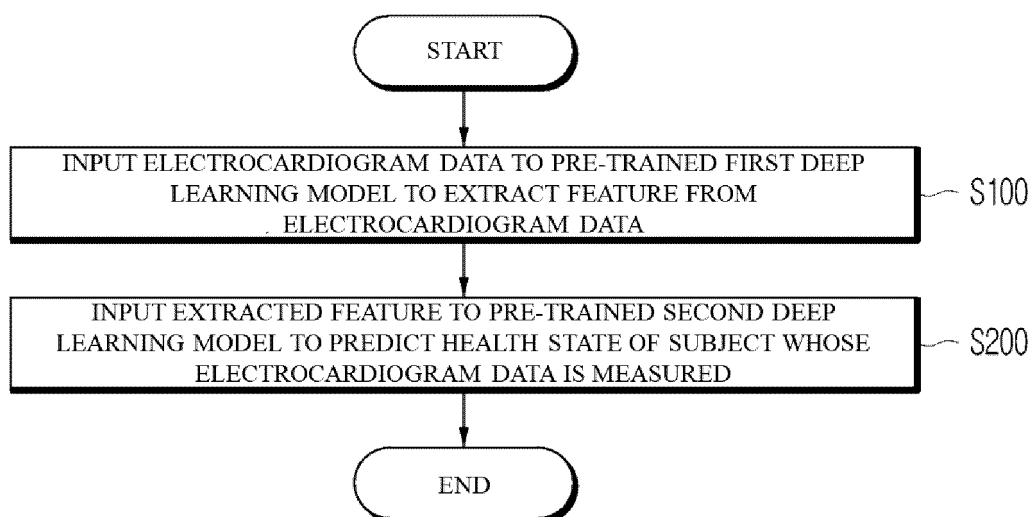 START
INPUT ELECTROCARDIOGRAM DATA TO PRE-TRAINED FIRST DEEP
LEARNING MODEL TO EXTRACT FEATURE FROM
ELECTROCARDIOGRAM DATA
S100
INPUT EXTRACTED FEATURE TO PRE-TRAINED SECOND DEEP
LEARNING MODEL TO PREDICT HEALTH STATE OF SUBJECT WHOSE
ELECTROCARDIOGRAM DATA IS MEASURED
S200
END